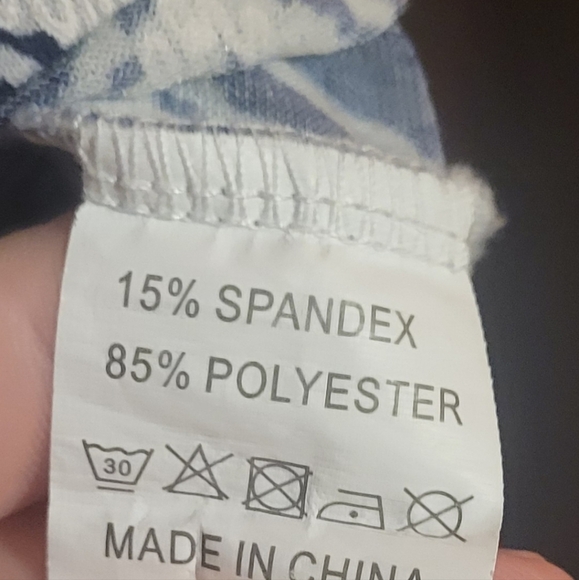 15% SPANDEX
85% POLYESTER
30
MADE IN CHINA